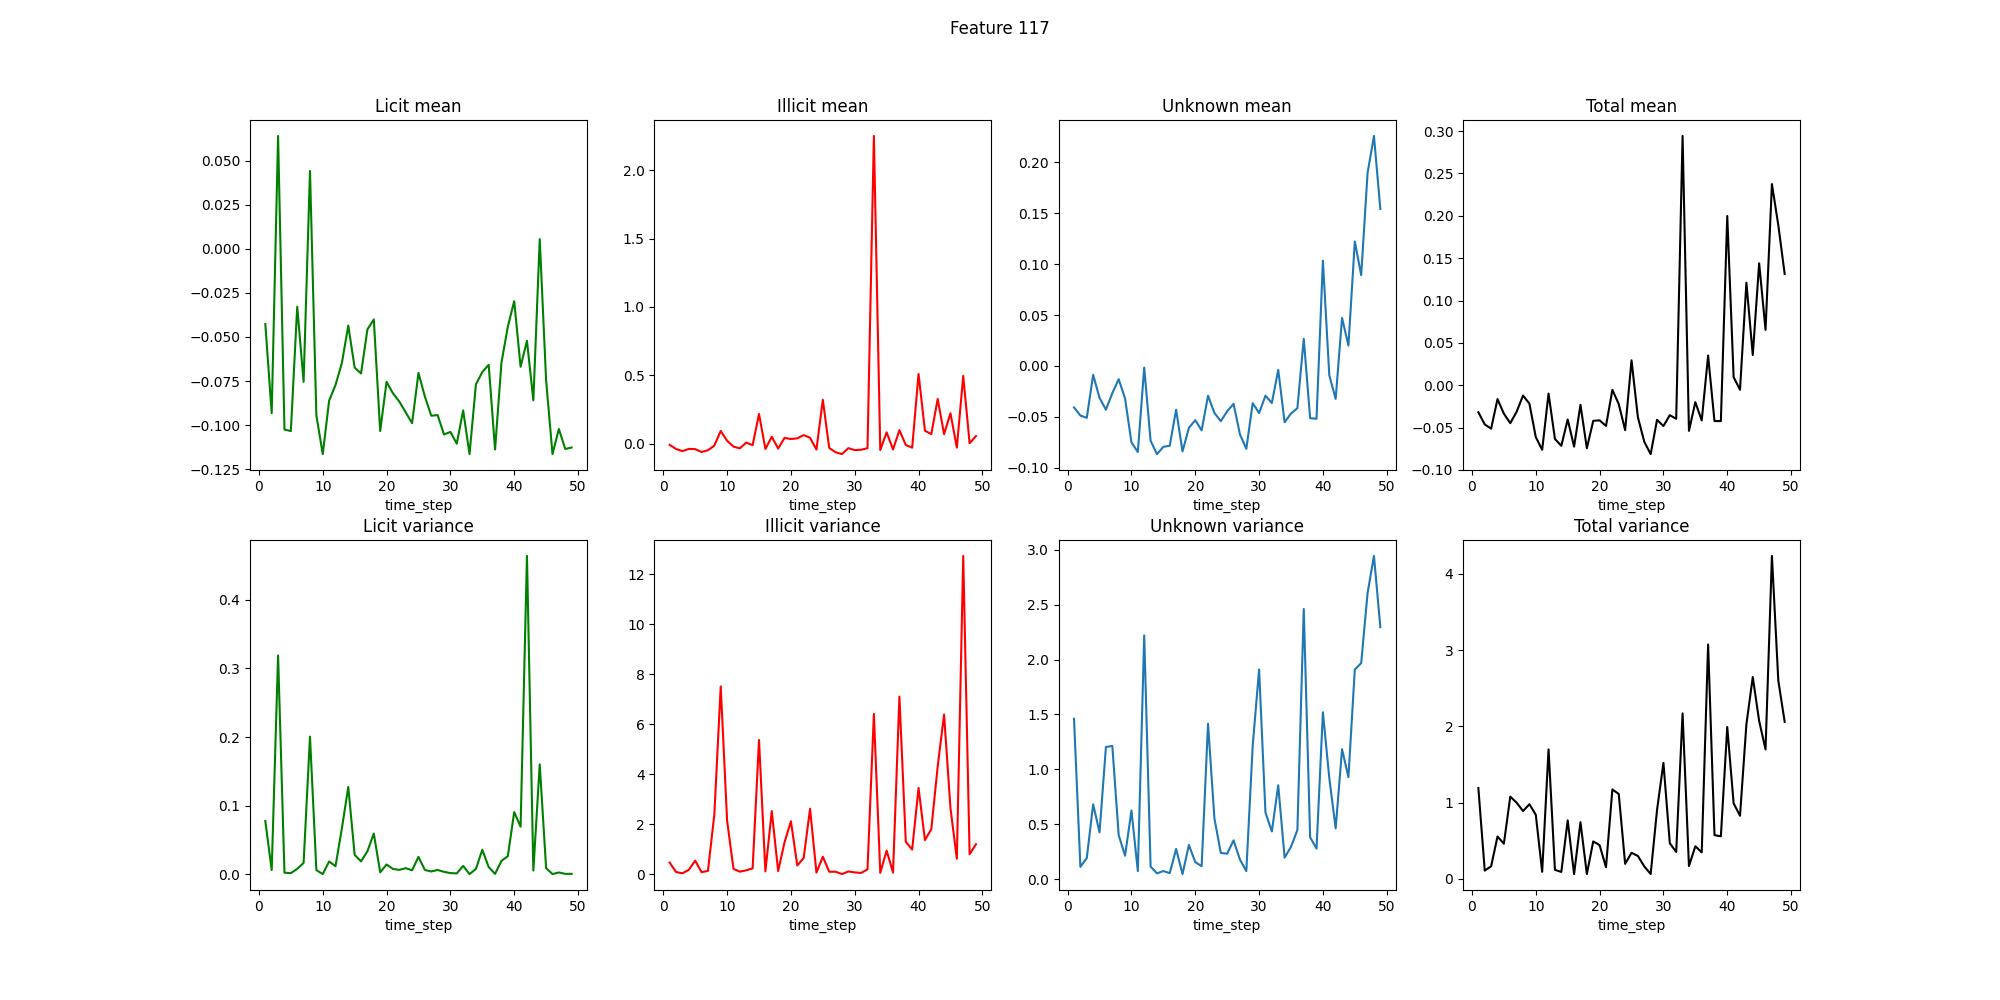 Feature 117
Licit mean
Illicit mean
Unknown mean
Total mean
0.050
0.025
0.000
−0.025
−0.050
−0.075
−0.100
−0.125
2.0
1.5
1.0
0.5
0.0
0.20
0.15
0.10
0.05
0.00
−0.05
−0.10
0.30
0.25
0.20
0.15
0.10
0.05
0.00
−0.05
−0.10
0 10 20 30 40 50
0 10 20 30 40 50
0 10 20 30 40 50
0 10 20 30 40 50
time_step
time_step
time_step
time_step
Licit variance
Illicit variance
Unknown variance
Total variance
0.4
0.3
0.2
0.1
0.0
12
10
8
6
4
2
0
3.0
2.5
2.0
1.5
1.0
0.5
0.0
4
3
2
1
0
0 10 20 30 40 50
0 10 20 30 40 50
0 10 20 30 40 50
0 10 20 30 40 50
time_step
time_step
time_step
time_step